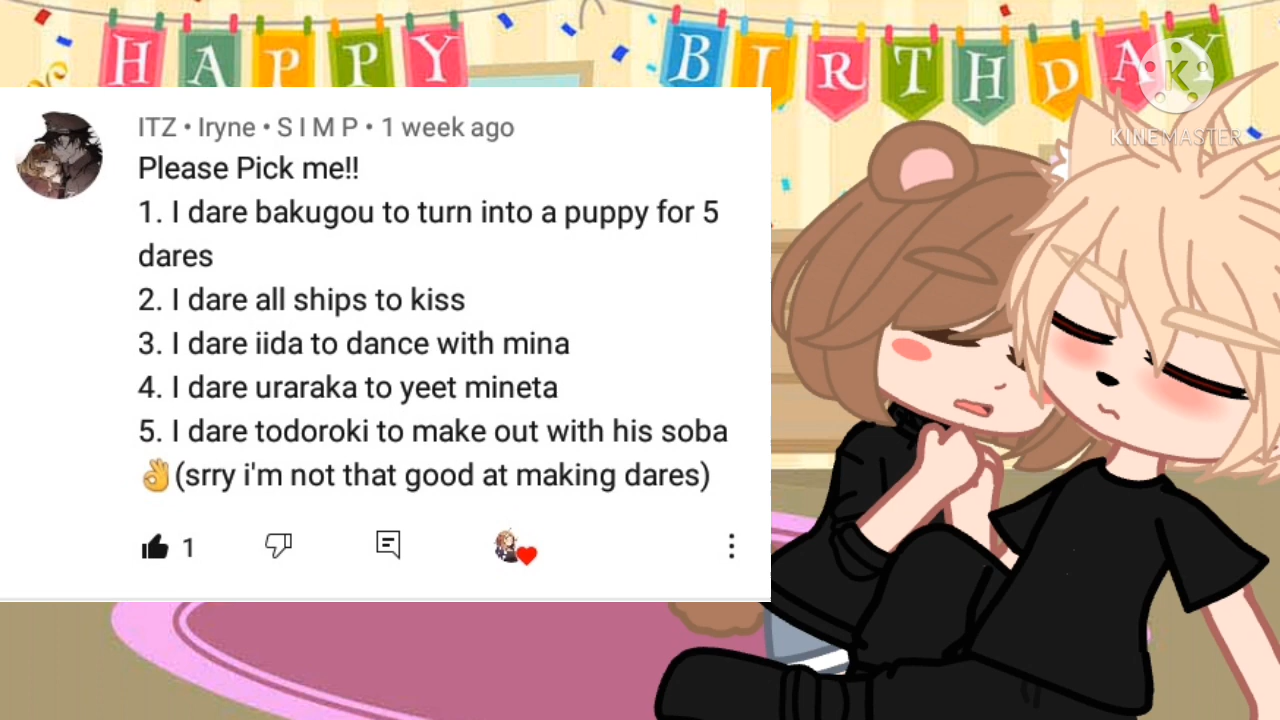 HAPPY BIRTHDAY
K
KINEMASTER
ITZ • Iryne • S I M P • 1 week ago
Please Pick me!!
1. I dare bakugou to turn into a puppy for 5
dares
2. I dare all ships to kiss
3. I dare iida to dance with mina
4. I dare uraraka to yeet mineta
5. I dare todoroki to make out with his soba
👌(srry i'm not that good at making dares)
1